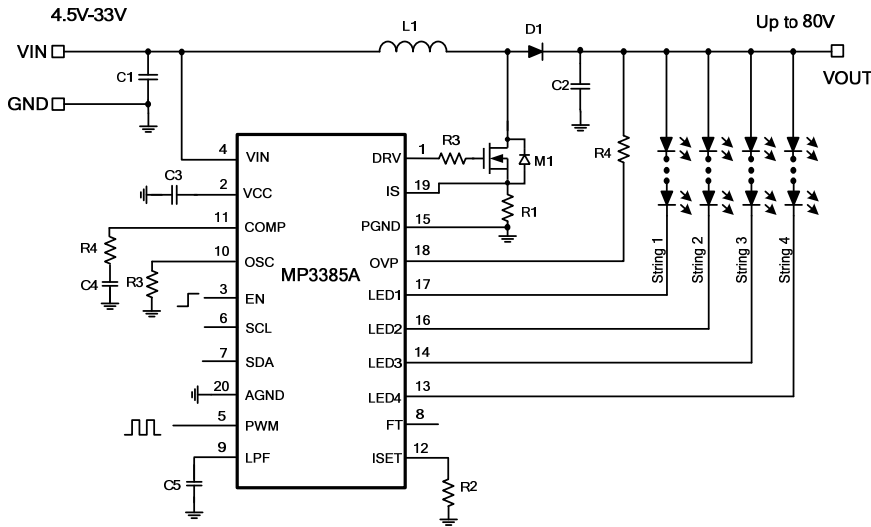 4.5V-33V
L1
D1
Up to 80V
VIN
VOUT
C1
C2
GND
R3
M1
R4
4
VIN
DRV
1
C3
2
VCC
IS
19
R1
11
COMP
PGND
15
R4
10
OSC
OVP
18
MP3385A
C4
R3
3
EN
LED1
17
6
SCL
LED2
16
7
SDA
LED3
14
20
AGND
LED4
13
5
PWM
FT
8
9
LPF
ISET
12
C5
R2
String 1
String 2
String 3
String 4